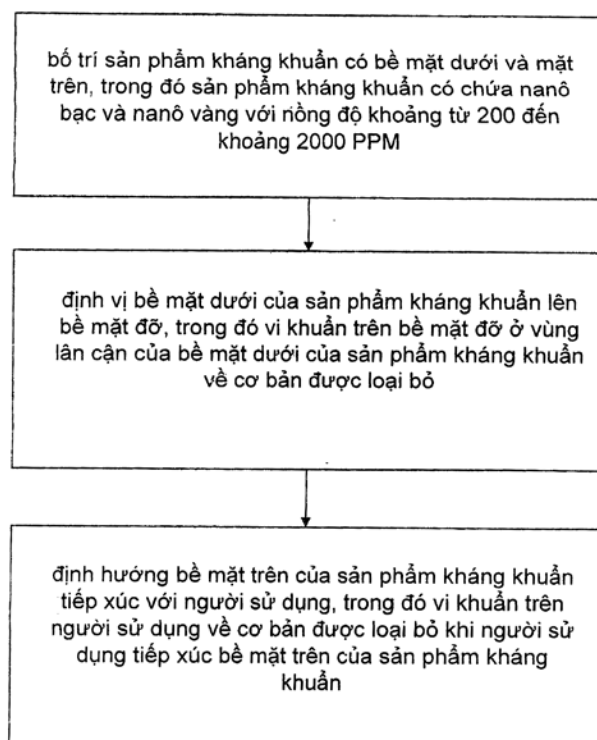 bố trí sản phẩm kháng khuẩn có bề mặt dưới và mặt
trên, trong đó sản phẩm kháng khuẩn có chứa nanô
bạc và nanô vàng với nồng độ khoảng từ 200 đến
khoảng 2000 PPM
định vị bề mặt dưới của sản phẩm kháng khuẩn lên
bề mặt đỡ, trong đó vi khuẩn trên bề mặt đỡ ở vùng
lân cận của bề mặt dưới của sản phẩm kháng khuẩn
về cơ bản được loại bỏ
định hướng bề mặt trên của sản phẩm kháng khuẩn
tiếp xúc với người sử dụng, trong đó vi khuẩn trên
người sử dụng về cơ bản được loại bỏ khi người sử
dụng tiếp xúc bề mặt trên của sản phẩm kháng
khuẩn